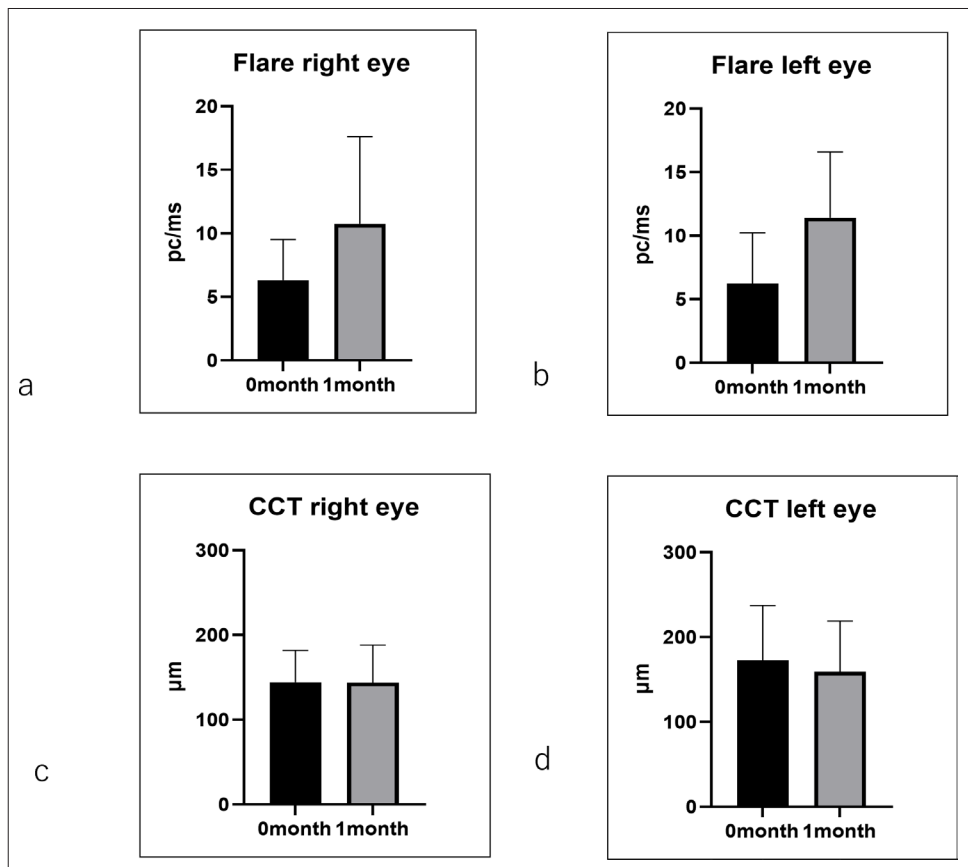 Flare right eye
20
15
10
5
0
pc/ms
0month 1month
a
Flare left eye
20
15
10
5
0
pc/ms
0month 1month
b
CCT right eye
300
200
100
0
µm
0month 1month
c
CCT left eye
300
200
100
0
µm
0month 1month
d